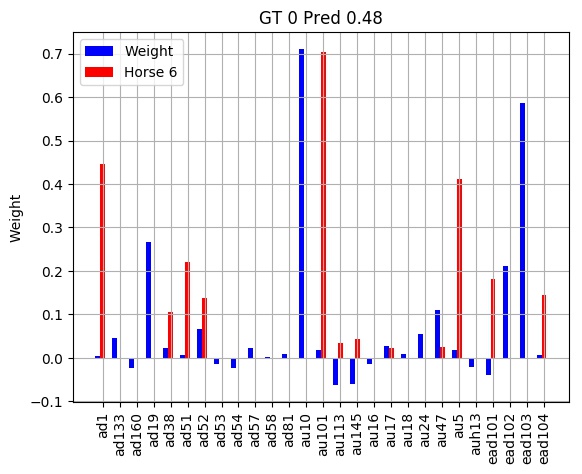 GT 0 Pred 0.48
Weight
Horse 6
Weight
0.7
0.6
0.5
0.4
0.3
0.2
0.1
0.0
−0.1
ad1
ad133
ad160
ad19
ad38
ad51
ad52
ad53
ad54
ad57
ad58
ad81
au10
au101
au113
au145
au16
au17
au18
au24
au47
au5
auh13
ead101
ead102
ead103
ead104